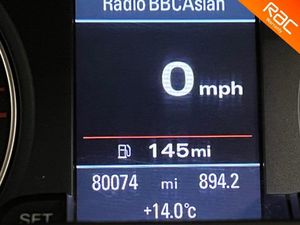 Radio BBCAsian
RAC
0 mph
145mi
80074 mi 894.2
+14.0°c
SET